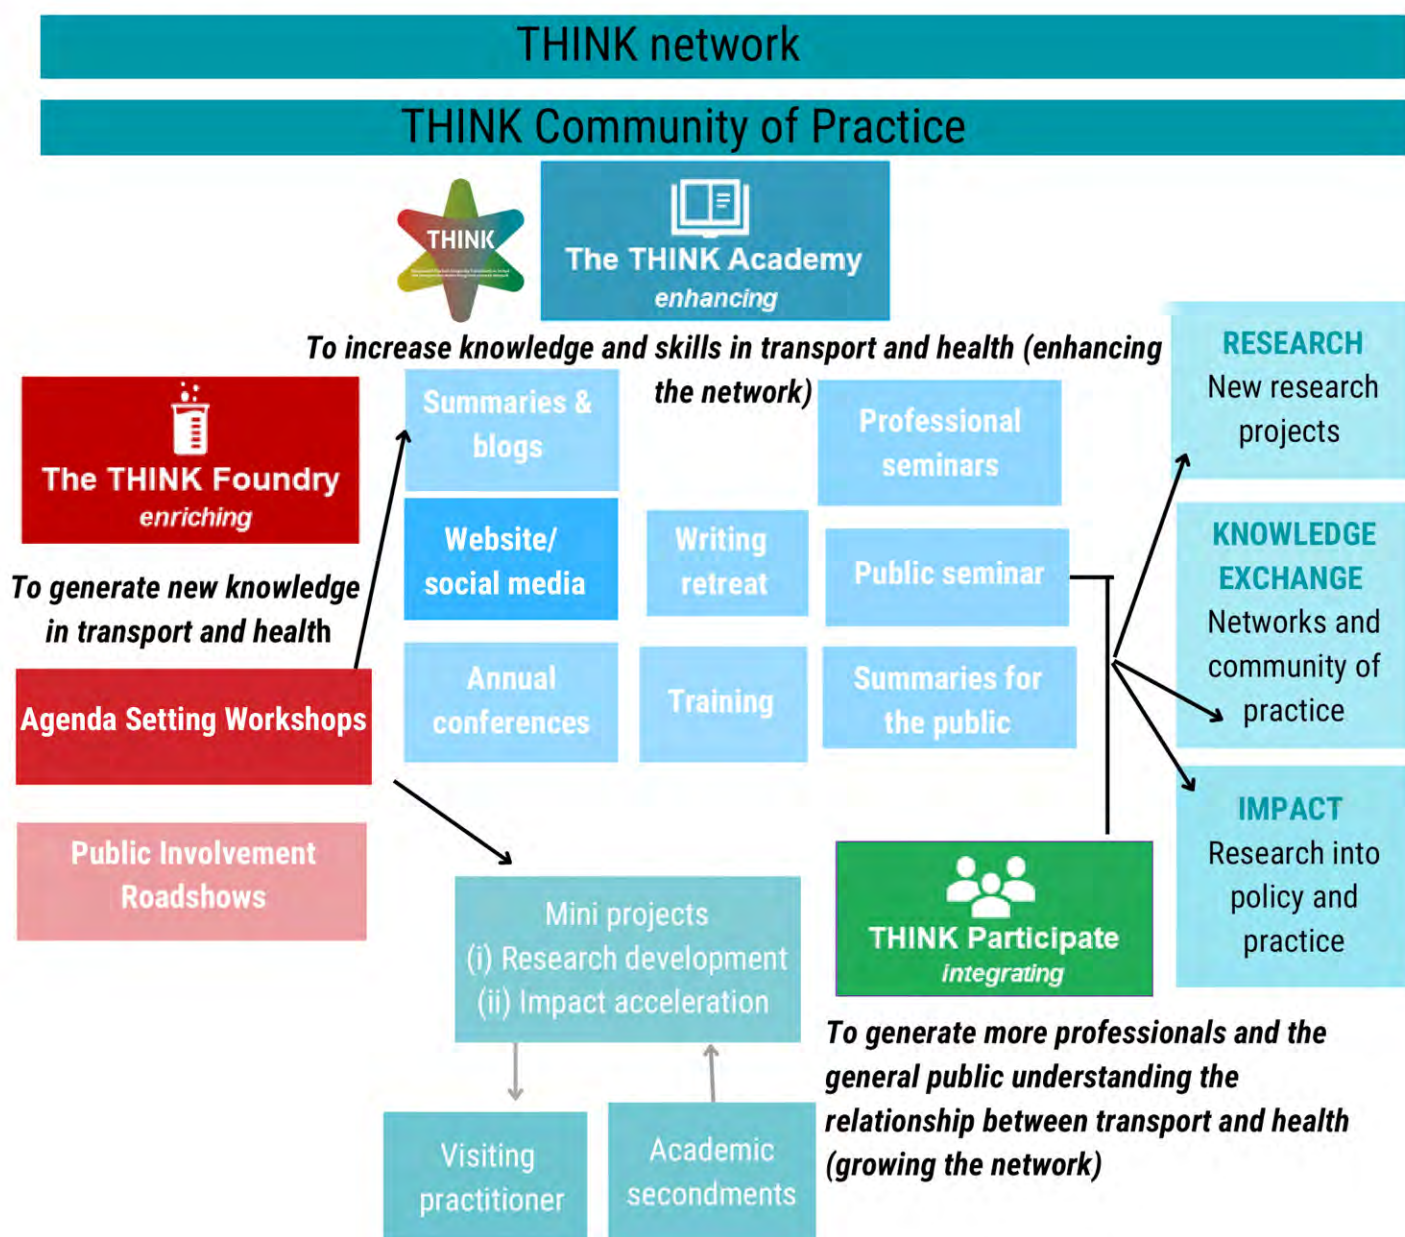 THINK network
THINK Community of Practice
THINK
The THINK Academy
enhancing
To increase knowledge and skills in transport and health (enhancing
the network)
The THINK Foundry
enriching
To generate new knowledge
in transport and health
Agenda Setting Workshops
Public Involvement
Roadshows
Summaries &
blogs
Website/
social media
Annual
conferences
Writing
retreat
Training
Professional
seminars
Public seminar
Summaries for
the public
Mini projects
(i) Research development
(ii) Impact acceleration
Visiting
practitioner
Academic
secondments
THINK Participate
integrating
To generate more professionals and the
general public understanding the
relationship between transport and health
(growing the network)
RESEARCH
New research
projects
KNOWLEDGE
EXCHANGE
Networks and
community of
practice
IMPACT
Research into
policy and
practice